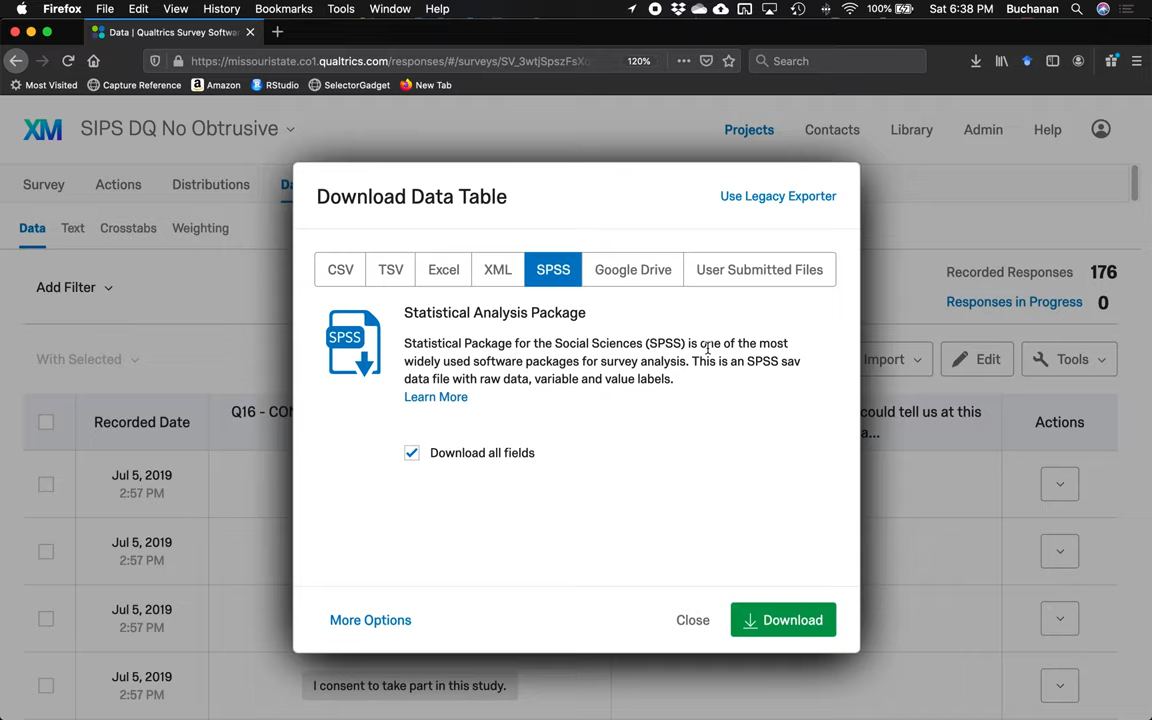 Firefox File Edit View History Bookmarks Tools Window Help 100% Sat 6:38 PM Buchanan
Data | Qualtrics Survey Softwa
https://missouristate.co1.qualtrics.com/responses/#/surveys/SV_3wtjSpszFsX 120% Search
Most Visited Capture Reference Amazon RStudio SelectorGadget New Tab
XM SIPS DQ No Obtrusive Projects Contacts Library Admin Help
Survey Actions Distributions Da
Data Text Crosstabs Weighting
Download Data Table Use Legacy Exporter
CSV TSV Excel XML SPSS Google Drive User Submitted Files
Add Filter Recorded Responses 176
Responses in Progress 0
SPSS
Statistical Analysis Package
Statistical Package for the Social Sciences (SPSS) is one of the most
widely used software packages for survey analysis. This is an SPSS sav
data file with raw data, variable and value labels.
Learn More
With Selected Import Edit Tools
Recorded Date Q16 - CON could tell us at this
a... Actions
Download all fields
Jul 5, 2019
2:57 PM
Jul 5, 2019
2:57 PM
Jul 5, 2019
2:57 PM
More Options Close Download
Jul 5, 2019
2:57 PM
I consent to take part in this study.